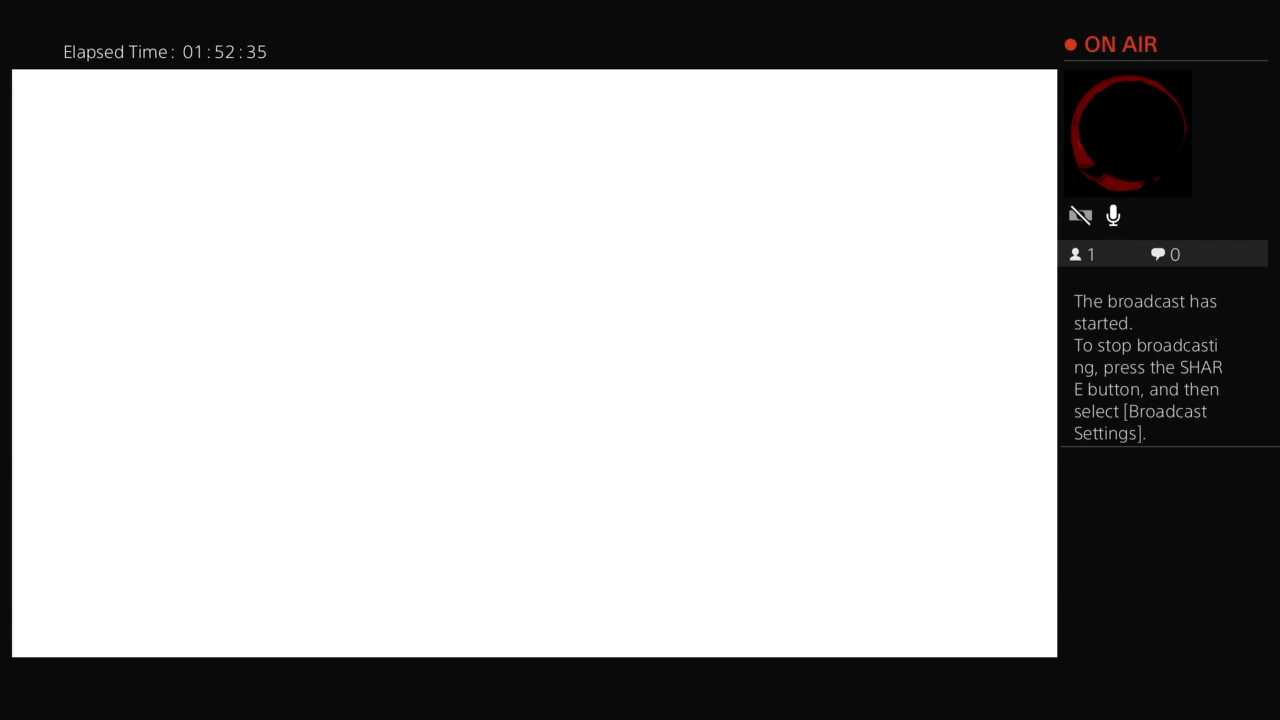 Elapsed Time: 01:52:35
ON AIR
1 0
The broadcast has
started.
To stop broadcasti
ng, press the SHAR
E button, and then
select [Broadcast
Settings].